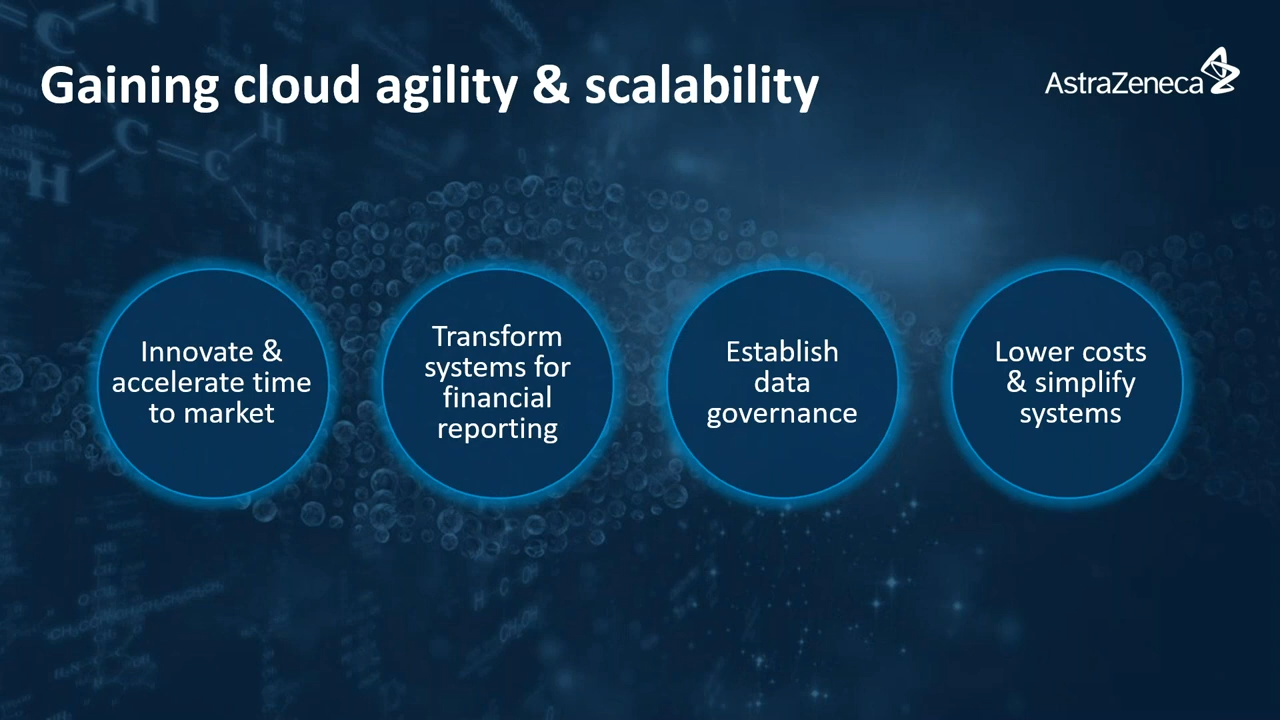 Gaining cloud agility & scalability
AstraZeneca
Innovate &
accelerate time
to market
Transform
systems for
financial
reporting
Establish
data
governance
Lower costs
& simplify
systems
C
H
C
C
H
H